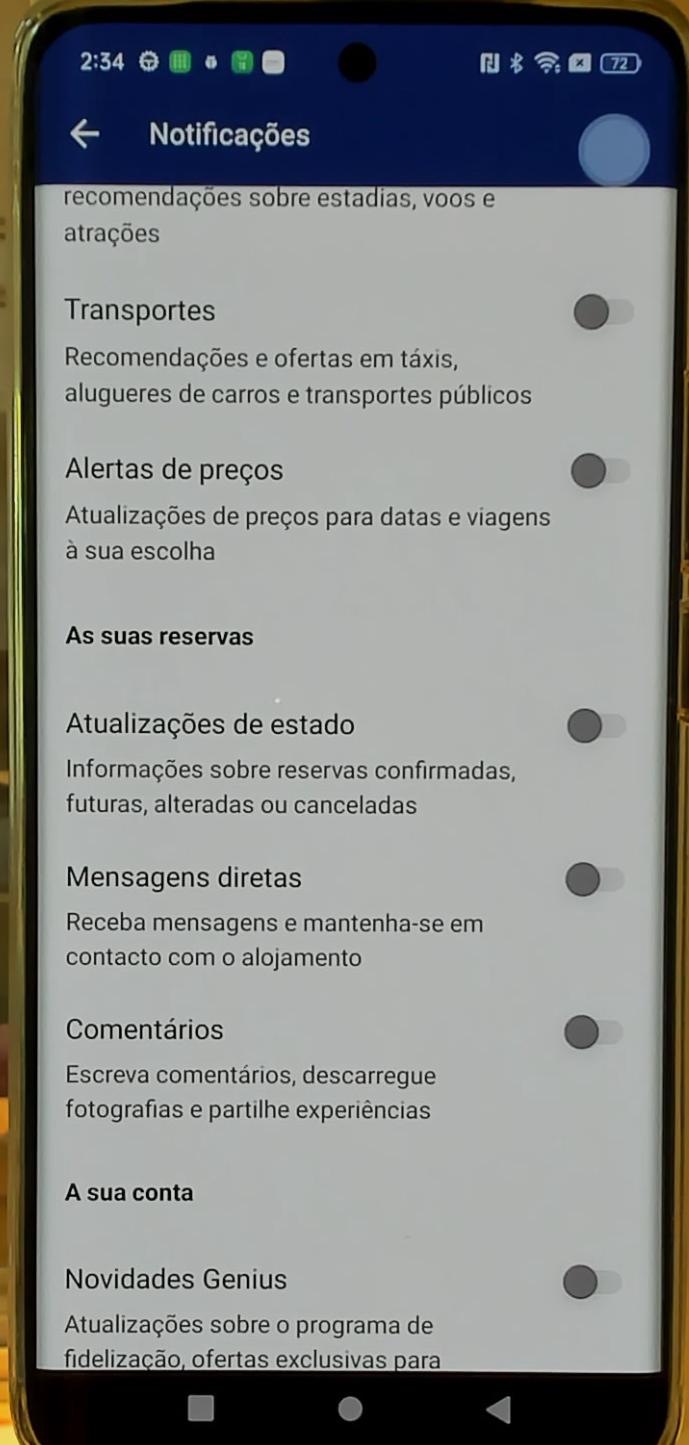 2:34
72
Notificações
recomendações sobre estadias, voos e
atrações
Transportes
Recomendações e ofertas em táxis,
alugueres de carros e transportes públicos
Alertas de preços
Atualizações de preços para datas e viagens
à sua escolha
As suas reservas
Atualizações de estado
Informações sobre reservas confirmadas,
futuras, alteradas ou canceladas
Mensagens diretas
Receba mensagens e mantenha-se em
contacto com o alojamento
Comentários
Escreva comentários, descarregue
fotografias e partilhe experiências
A sua conta
Novidades Genius
Atualizações sobre o programa de
fidelização, ofertas exclusivas para